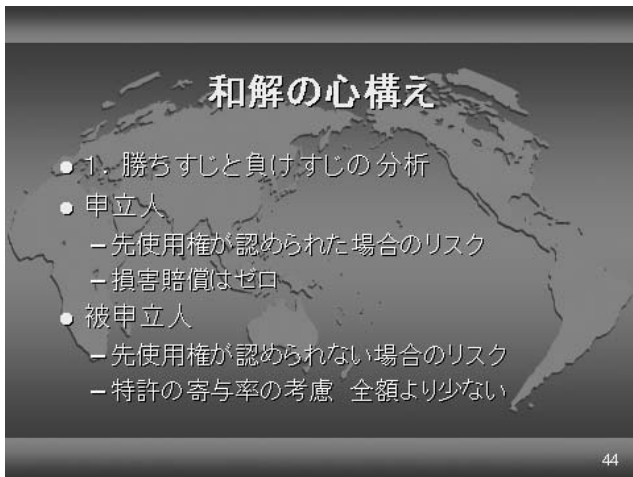 和解の心構え
● 1．勝ちすじと負けすじの分析
● 申立人
– 先使用権が認められた場合のリスク
– 損害賠償はゼロ
● 被申立人
– 先使用権が認められない場合のリスク
– 特許の寄与率の考慮 全額より少ない
44